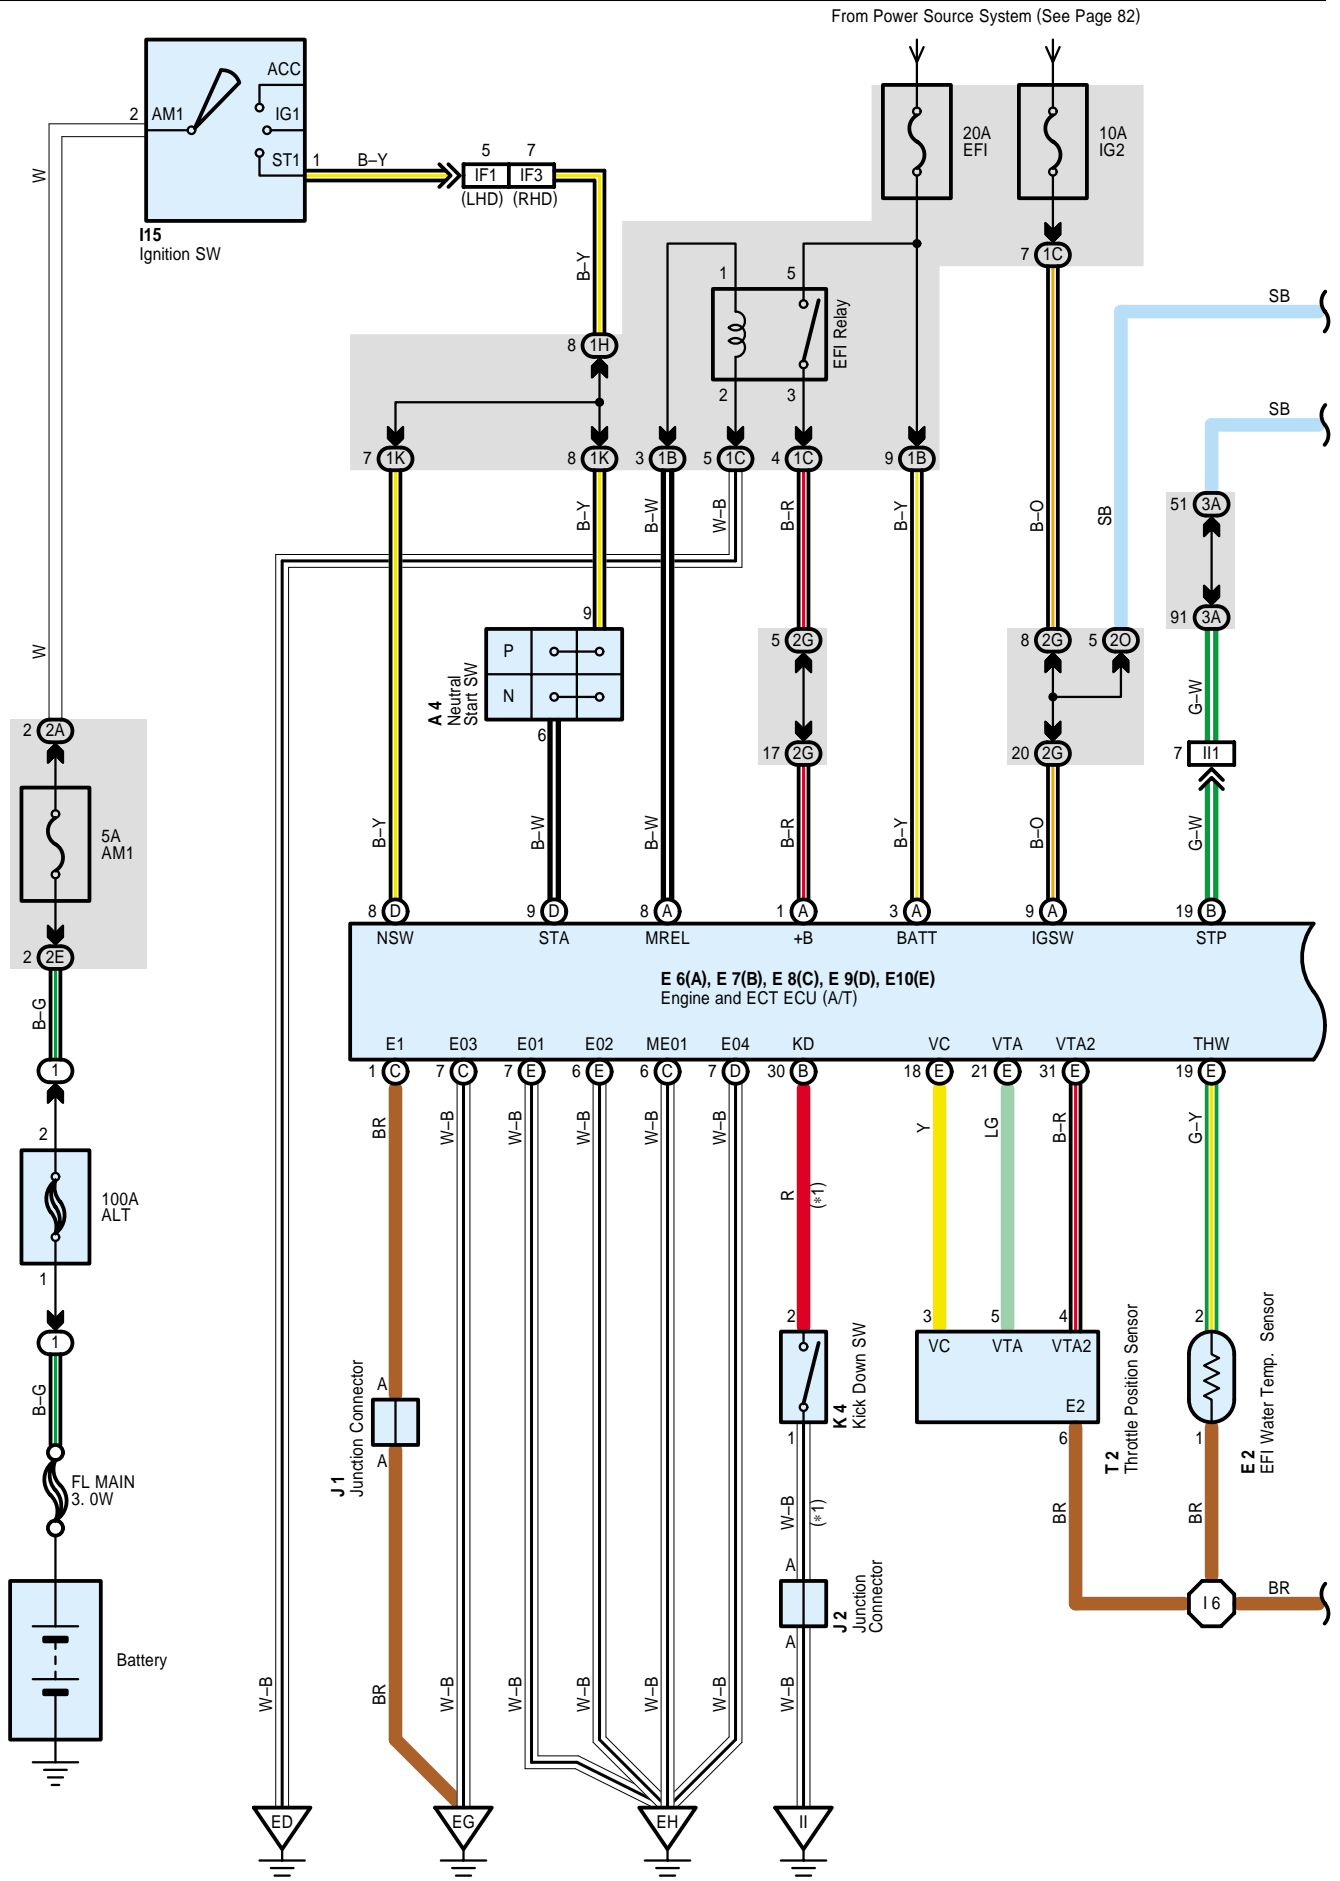 From Power Source System (See Page 82)
ACC
AM1
IG1
ST1
2
1
B–Y
5
7
IF1
IF3
(LHD)
(RHD)
I15
Ignition SW
W
20A
EFI
10A
IG2
7
1C
SB
B–Y
1
5
EFI Relay
2
3
8
1H
SB
7
1K
8
1K
3
1B
5
1C
4
1C
9
1B
51
3A
B–Y
B–W
W–B
B–R
B–Y
B–O
SB
91
3A
9
P
N
6
A 4
Neutral
Start SW
5
2G
8
2G
5
2O
W
G–W
2
2A
17
2G
20
2G
7
II1
5A
AM1
B–Y
B–W
B–W
B–R
B–Y
B–O
G–W
2
2E
8
D
9
D
8
A
1
A
3
A
9
A
19
B
NSW
STA
MREL
+B
BATT
IGSW
STP
E 6(A), E 7(B), E 8(C), E 9(D), E10(E)
Engine and ECT ECU (A/T)
B–G
E1
E03
E01
E02
ME01
E04
KD
VC
VTA
VTA2
THW
1
1
C
7
C
7
E
6
E
6
C
7
D
30
B
18
E
21
E
31
E
19
E
2
BR
W–B
W–B
W–B
W–B
W–B
Y
LG
B–R
G–Y
100A
ALT
R
(*1)
1
1
2
3
5
4
2
VC
VTA
VTA2
E2
K 4
Kick Down SW
T 2
Throttle Position Sensor
E 2
EFI Water Temp. Sensor
B–G
A
A
J 1
Junction Connector
1
6
1
FL MAIN
3. 0W
W–B
(*1)
BR
BR
A
A
J 2
Junction
Connector
I 6
BR
Battery
W–B
BR
W–B
W–B
W–B
W–B
W–B
W–B
ED
EG
EH
II